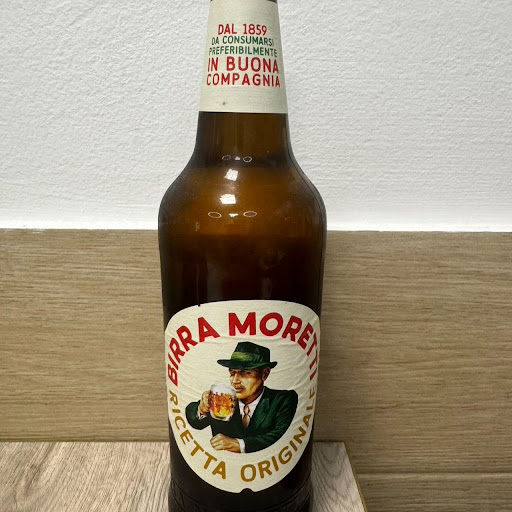 DAL 1859
DA CONSUMARSI
PREFERIBILMENTE
IN BUONA
COMPAGNIA
BIRRA MORETTI
RICETTA ORIGINALE